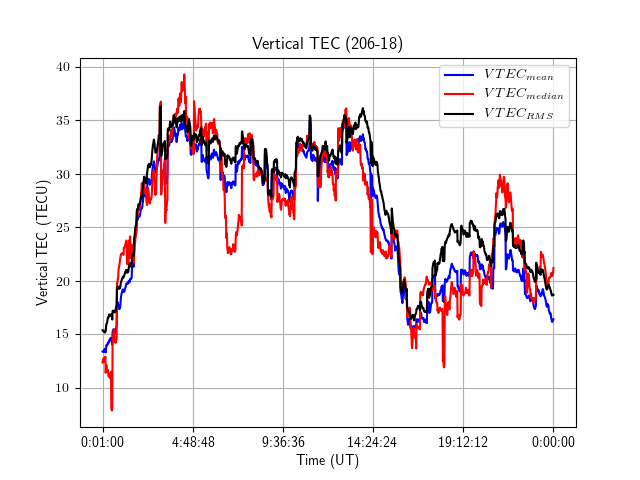 Vertical TEC (206-18)
VTEC_mean
VTEC_median
VTEC_RMS
Vertical TEC (TECU)
40
35
30
25
20
15
10
0:01:00 4:48:48 9:36:36 14:24:24 19:12:12 0:00:00
Time (UT)